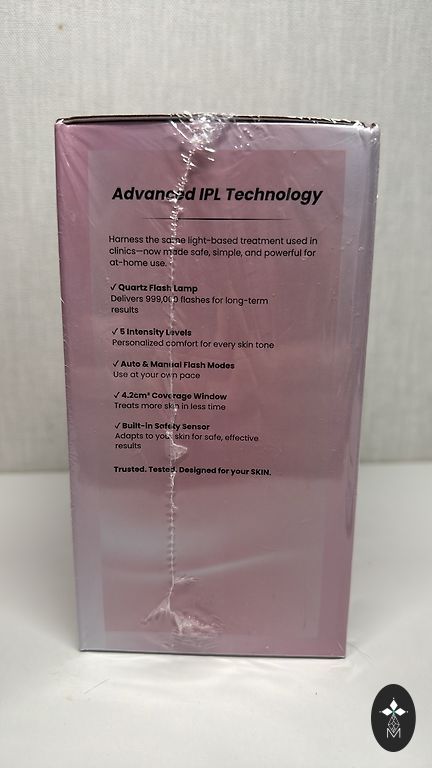 Advanced IPL Technology
Harness the same light-based treatment used in
clinics—now made safe, simple, and powerful for
at-home use.
✓ Quartz Flash Lamp
Delivers 999,000 flashes for long-term
results
✓ 5 Intensity Levels
Personalized comfort for every skin tone
✓ Auto & Manual Flash Modes
Use at your own pace
✓ 4.2cm² Coverage Window
Treats more skin in less time
✓ Built-in Safety Sensor
Adapts to your skin for safe, effective
results
Trusted. Tested. Designed for your SKIN.
M